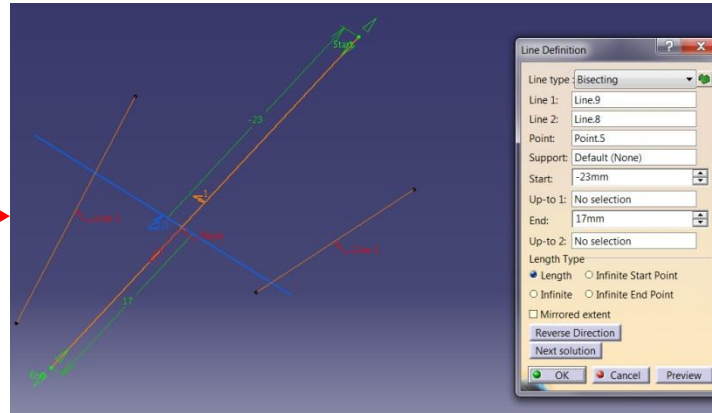 Start
-23
1
17
End
Line Definition
?
X
Line type : Bisecting
Line 1: Line.9
Line 2: Line.8
Point: Point.5
Support: Default (None)
Start: -23mm
Up-to 1: No selection
End: 17mm
Up-to 2: No selection
Length Type
Length
Infinite Start Point
Infinite
Infinite End Point
Mirrored extent
Reverse Direction
Next solution
OK
Cancel
Preview